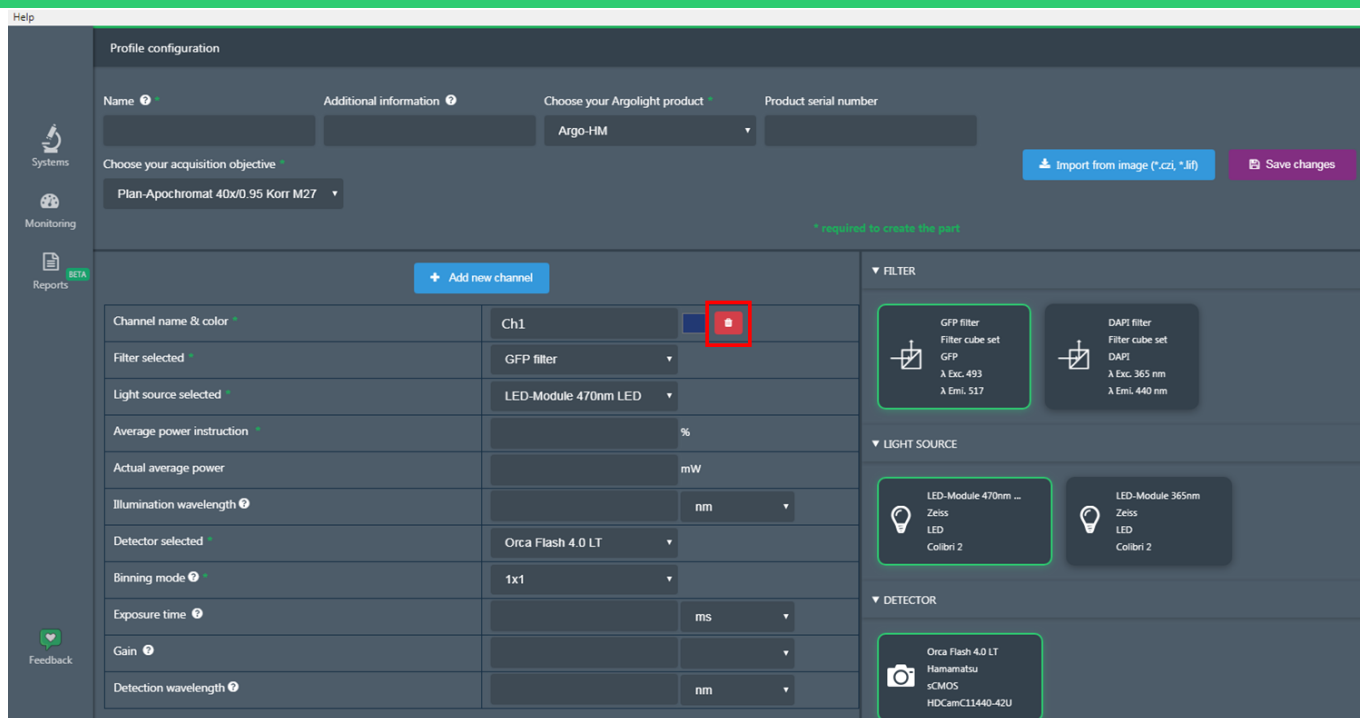 Help
Profile configuration
Name ? *
Additional information ?
Choose your Argolight product *
Product serial number
Argo-HM
Systems
Choose your acquisition objective *
Import from image (*.czi, *.lif)
Save changes
Plan-Apochromat 40x/0.95 Korr M27
Monitoring
* required to create the part
BETA
Reports
+ Add new channel
FILTER
Channel name & color *
Ch1
Filter selected *
GFP filter
Light source selected *
LED-Module 470nm LED
Average power instruction *
%
Actual average power
mW
Illumination wavelength ?
nm
Detector selected *
Orca Flash 4.0 LT
Binning mode ? *
1x1
Exposure time ?
ms
Gain ?
Detection wavelength ?
nm
GFP filter
Filter cube set
GFP
λ Exc. 493
λ Emi. 517
DAPI filter
Filter cube set
DAPI
λ Exc. 365 nm
λ Emi. 440 nm
LIGHT SOURCE
LED-Module 470nm ...
Zeiss
LED
Colibri 2
LED-Module 365nm
Zeiss
LED
Colibri 2
DETECTOR
Orca Flash 4.0 LT
Hamamatsu
sCMOS
HDCamC11440-42U
Feedback